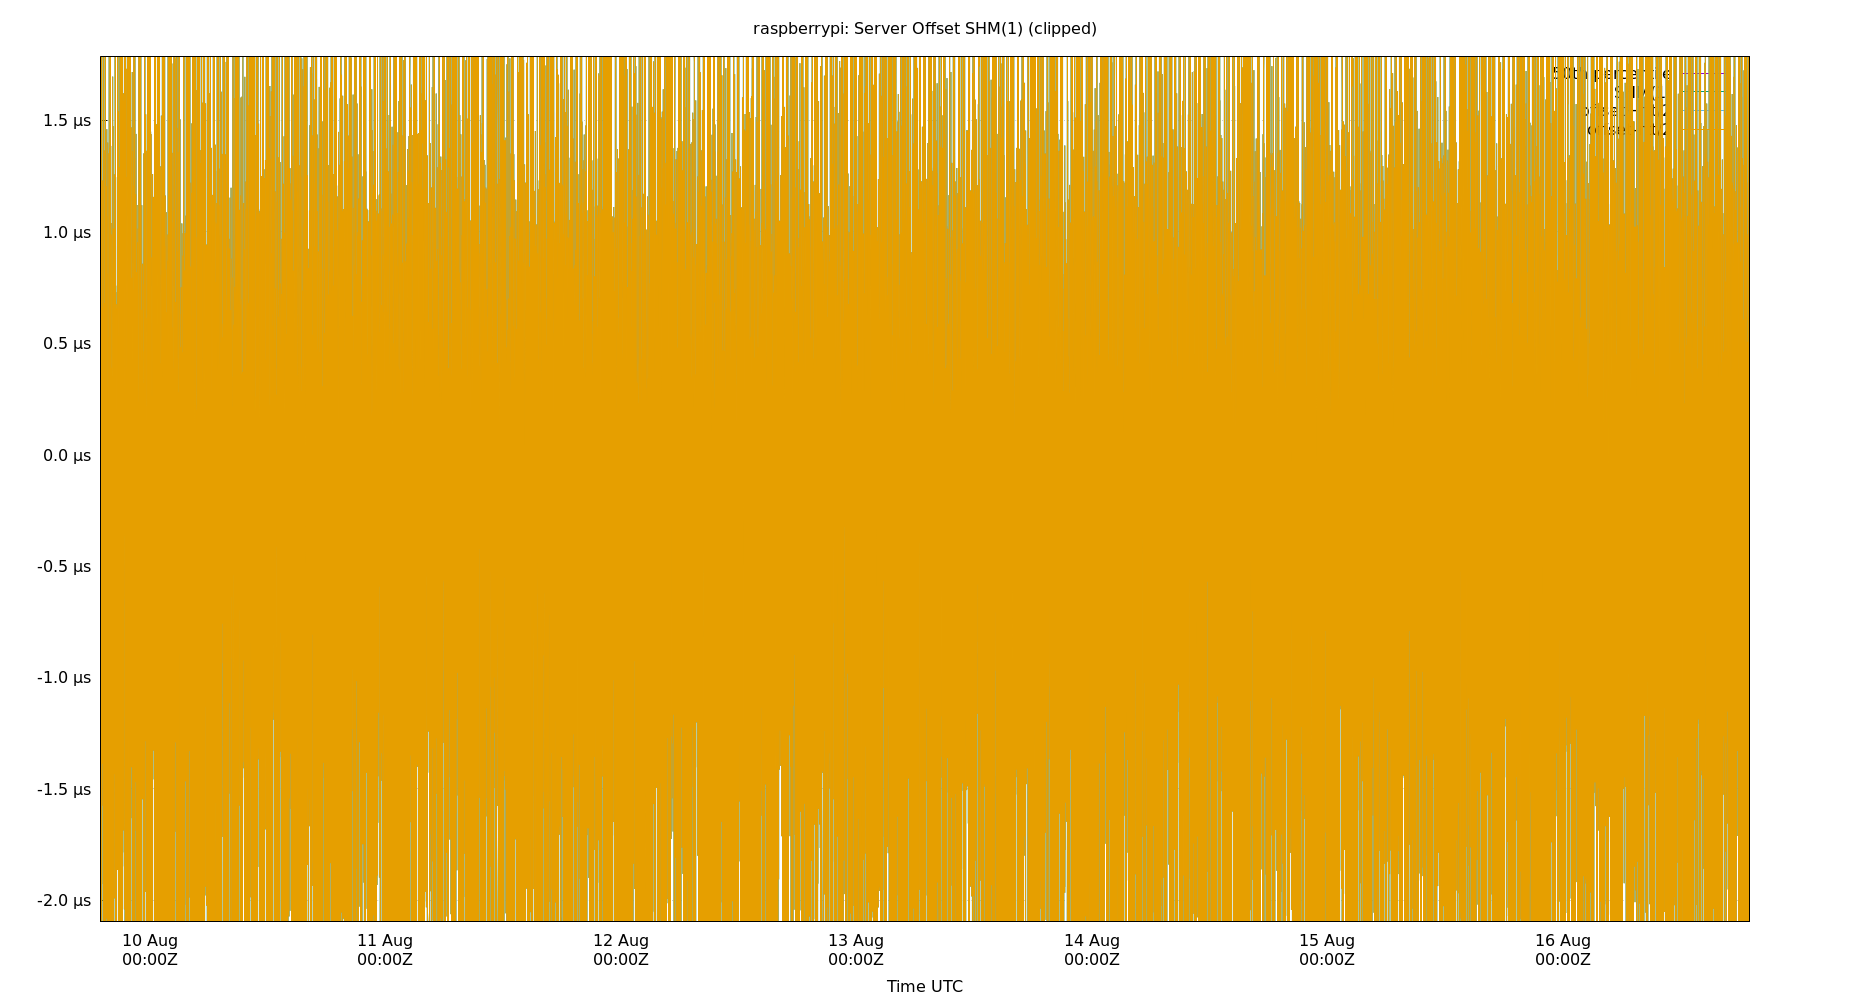 raspberrypi: Server Offset SHM(1) (clipped)
1.5 µs
1.0 µs
0.5 µs
0.0 µs
-0.5 µs
-1.0 µs
-1.5 µs
-2.0 µs
10 Aug 11 Aug 12 Aug 13 Aug 14 Aug 15 Aug 16 Aug
00:00Z 00:00Z 00:00Z 00:00Z 00:00Z 00:00Z 00:00Z
Time UTC